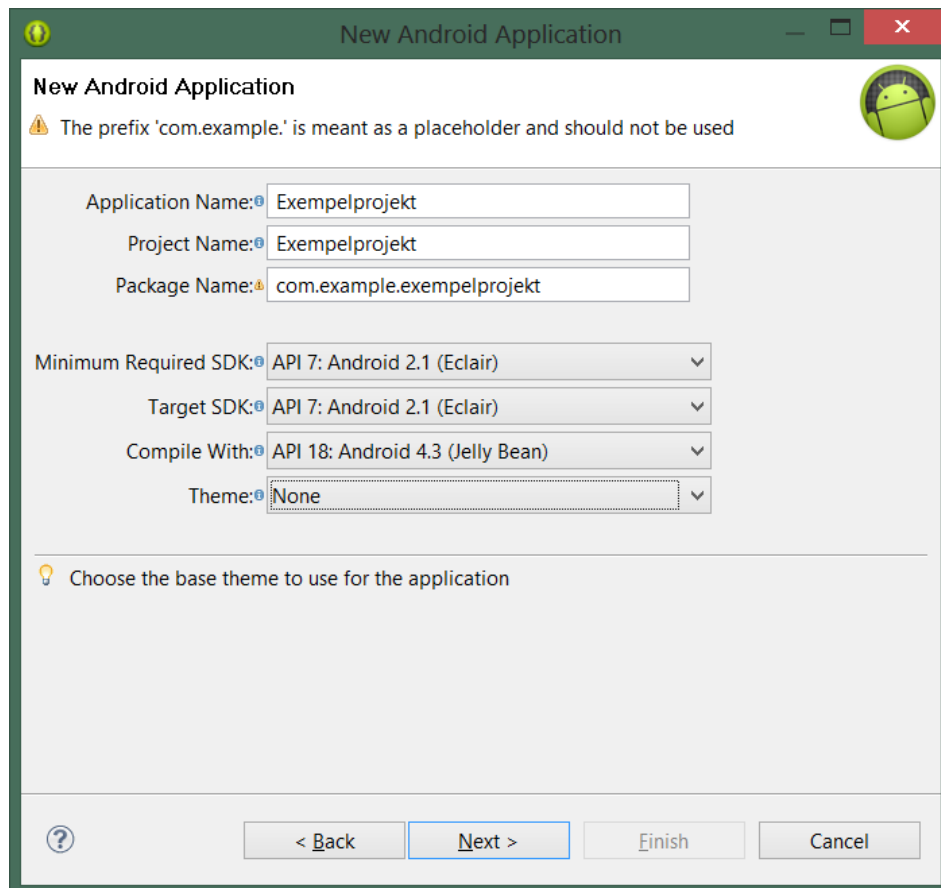 New Android Application
New Android Application
The prefix 'com.example.' is meant as a placeholder and should not be used
Application Name: Exempelprojekt
Project Name: Exempelprojekt
Package Name: com.example.exempelprojekt
Minimum Required SDK: API 7: Android 2.1 (Eclair)
Target SDK: API 7: Android 2.1 (Eclair)
Compile With: API 18: Android 4.3 (Jelly Bean)
Theme: None
Choose the base theme to use for the application
? < Back Next > Finish Cancel